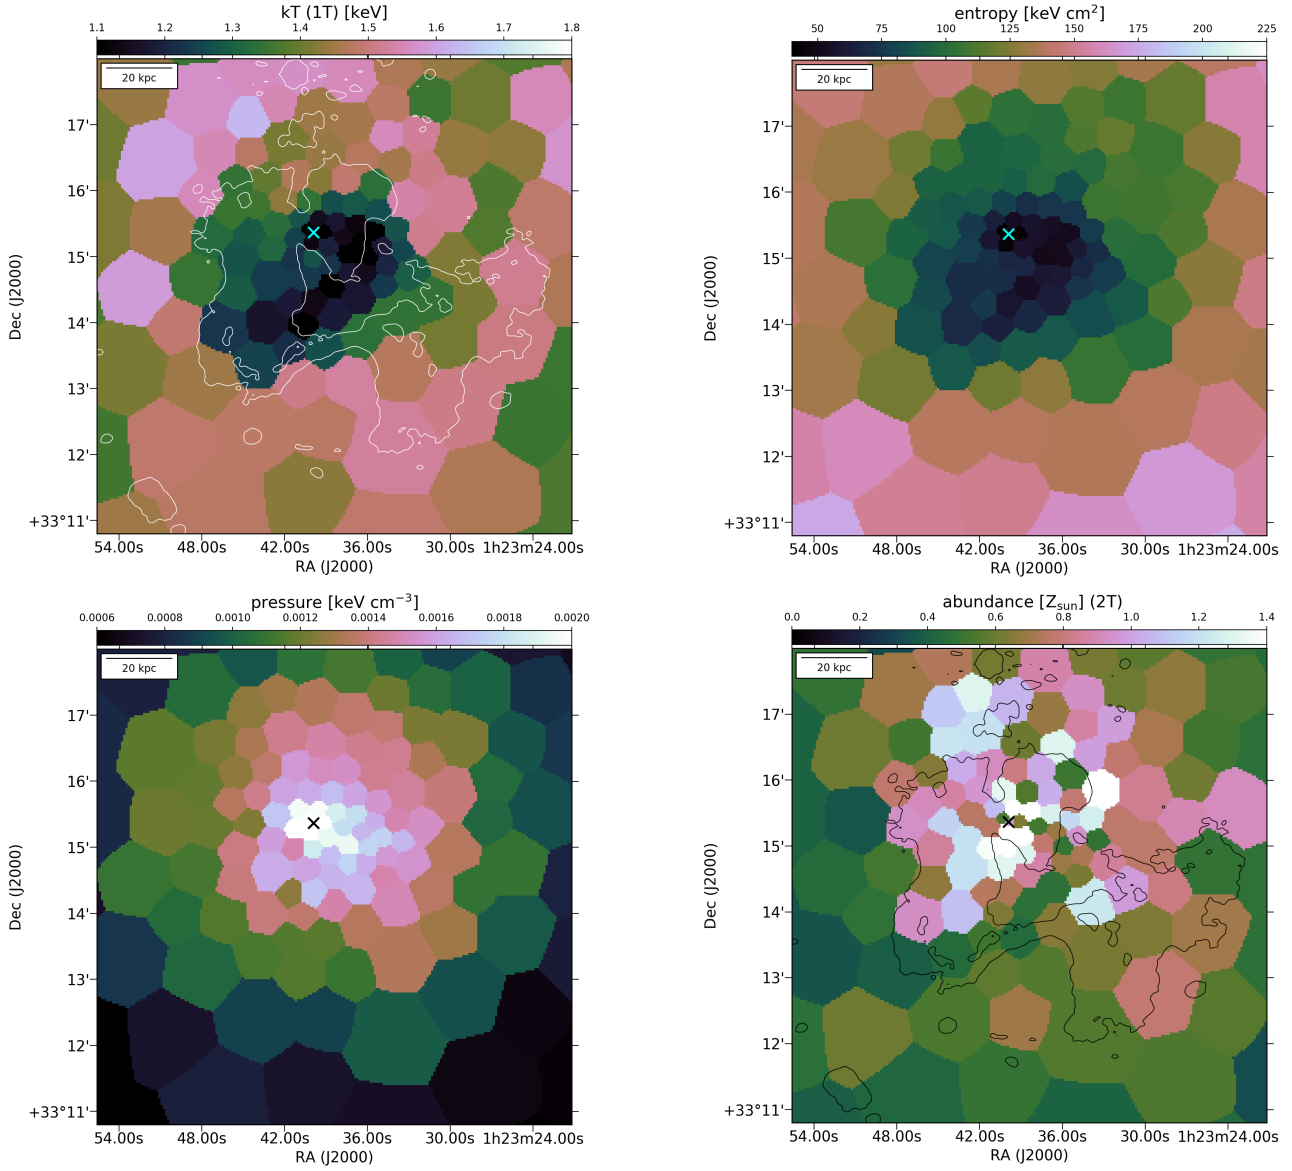 kT (1T) [keV]
1.1 1.2 1.3 1.4 1.5 1.6 1.7 1.8
20 kpc
17'
16'
15'
14'
13'
12'
+33°11'
Dec (J2000)
54.00s 48.00s 42.00s 36.00s 30.00s 1h23m24.00s
RA (J2000)
entropy [keV cm²]
50 75 100 125 150 175 200 225
20 kpc
17'
16'
15'
14'
13'
12'
+33°11'
Dec (J2000)
54.00s 48.00s 42.00s 36.00s 30.00s 1h23m24.00s
RA (J2000)
pressure [keV cm⁻³]
0.0006 0.0008 0.0010 0.0012 0.0014 0.0016 0.0018 0.0020
20 kpc
17'
16'
15'
14'
13'
12'
+33°11'
Dec (J2000)
54.00s 48.00s 42.00s 36.00s 30.00s 1h23m24.00s
RA (J2000)
abundance [Z_sun] (2T)
0.0 0.2 0.4 0.6 0.8 1.0 1.2 1.4
20 kpc
17'
16'
15'
14'
13'
12'
+33°11'
Dec (J2000)
54.00s 48.00s 42.00s 36.00s 30.00s 1h23m24.00s
RA (J2000)